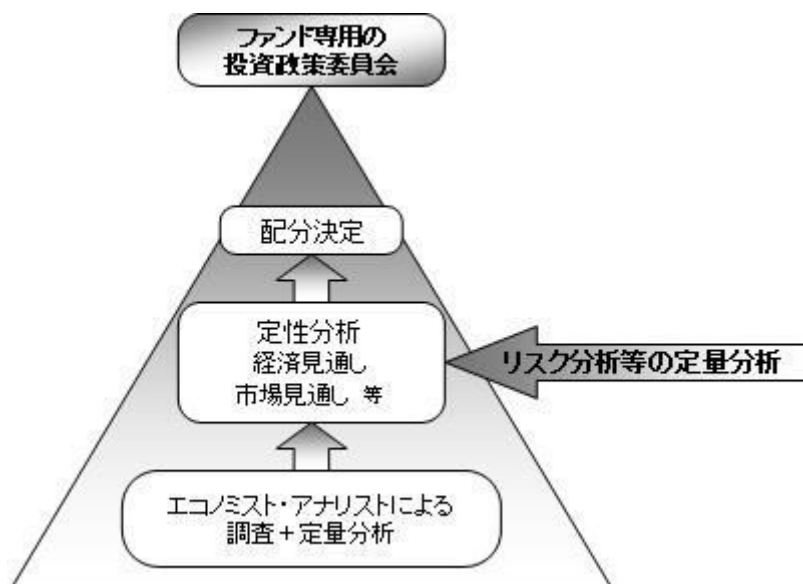 ファンド専用の
投資政策委員会
配分決定
定性分析
経済見通し
市場見通し 等
リスク分析等の定量分析
エコノミスト・アナリストによる
調査+定量分析